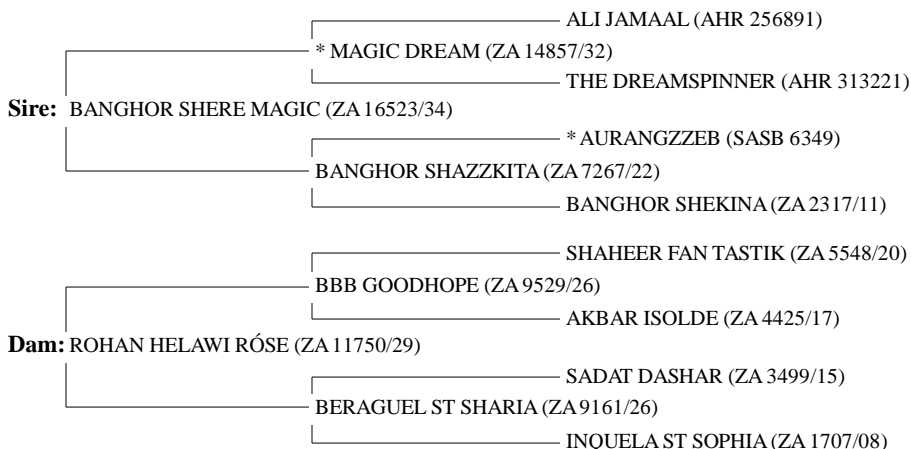 ALI JAMAAL (AHR 256891)
* MAGIC DREAM (ZA 14857/32)
THE DREAMSPINNER (AHR 313221)
Sire: BANGHOR SHERE MAGIC (ZA 16523/34)
* AURANGZZEB (SASB 6349)
BANGHOR SHAZZKITA (ZA 7267/22)
BANGHOR SHEKINA (ZA 2317/11)
SHAHEER FAN TASTIK (ZA 5548/20)
BBB GOODHOPE (ZA 9529/26)
AKBAR ISOLDE (ZA 4425/17)
Dam: ROHAN HELAWI RÓSE (ZA 11750/29)
SADAT DASHAR (ZA 3499/15)
BERAGUEL ST SHARIA (ZA 9161/26)
INQUELA ST SOPHIA (ZA 1707/08)